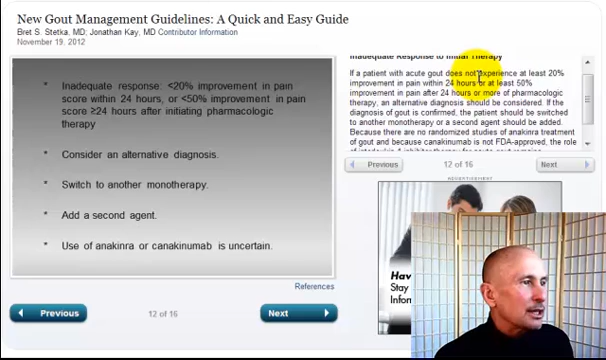 New Gout Management Guidelines: A Quick and Easy Guide
Bret S. Stetka, MD; Jonathan Kay, MD Contributor Information
November 19, 2012
* Inadequate response: <20% improvement in pain
score within 24 hours, or <50% improvement in pain
score ≥24 hours after initiating pharmacologic
therapy
* Consider an alternative diagnosis.
* Switch to another monotherapy.
* Add a second agent.
* Use of anakinra or canakinumab is uncertain.
References
Previous
12 of 16
Next
Inadequate Response to Initial Therapy
If a patient with acute gout does not experience at least 20%
improvement in pain within 24 hours or at least 50%
improvement in pain after 24 hours or more of pharmacologic
therapy, an alternative diagnosis should be considered. If the
diagnosis of gout is confirmed, the patient should be switched
to another monotherapy or a second agent should be added.
Because there are no randomized studies of anakinra treatment
of gout and because canakinumab is not FDA-approved, the role
Previous
12 of 16
Next
ADVERTISEMENT
Hav
Stay
Infor